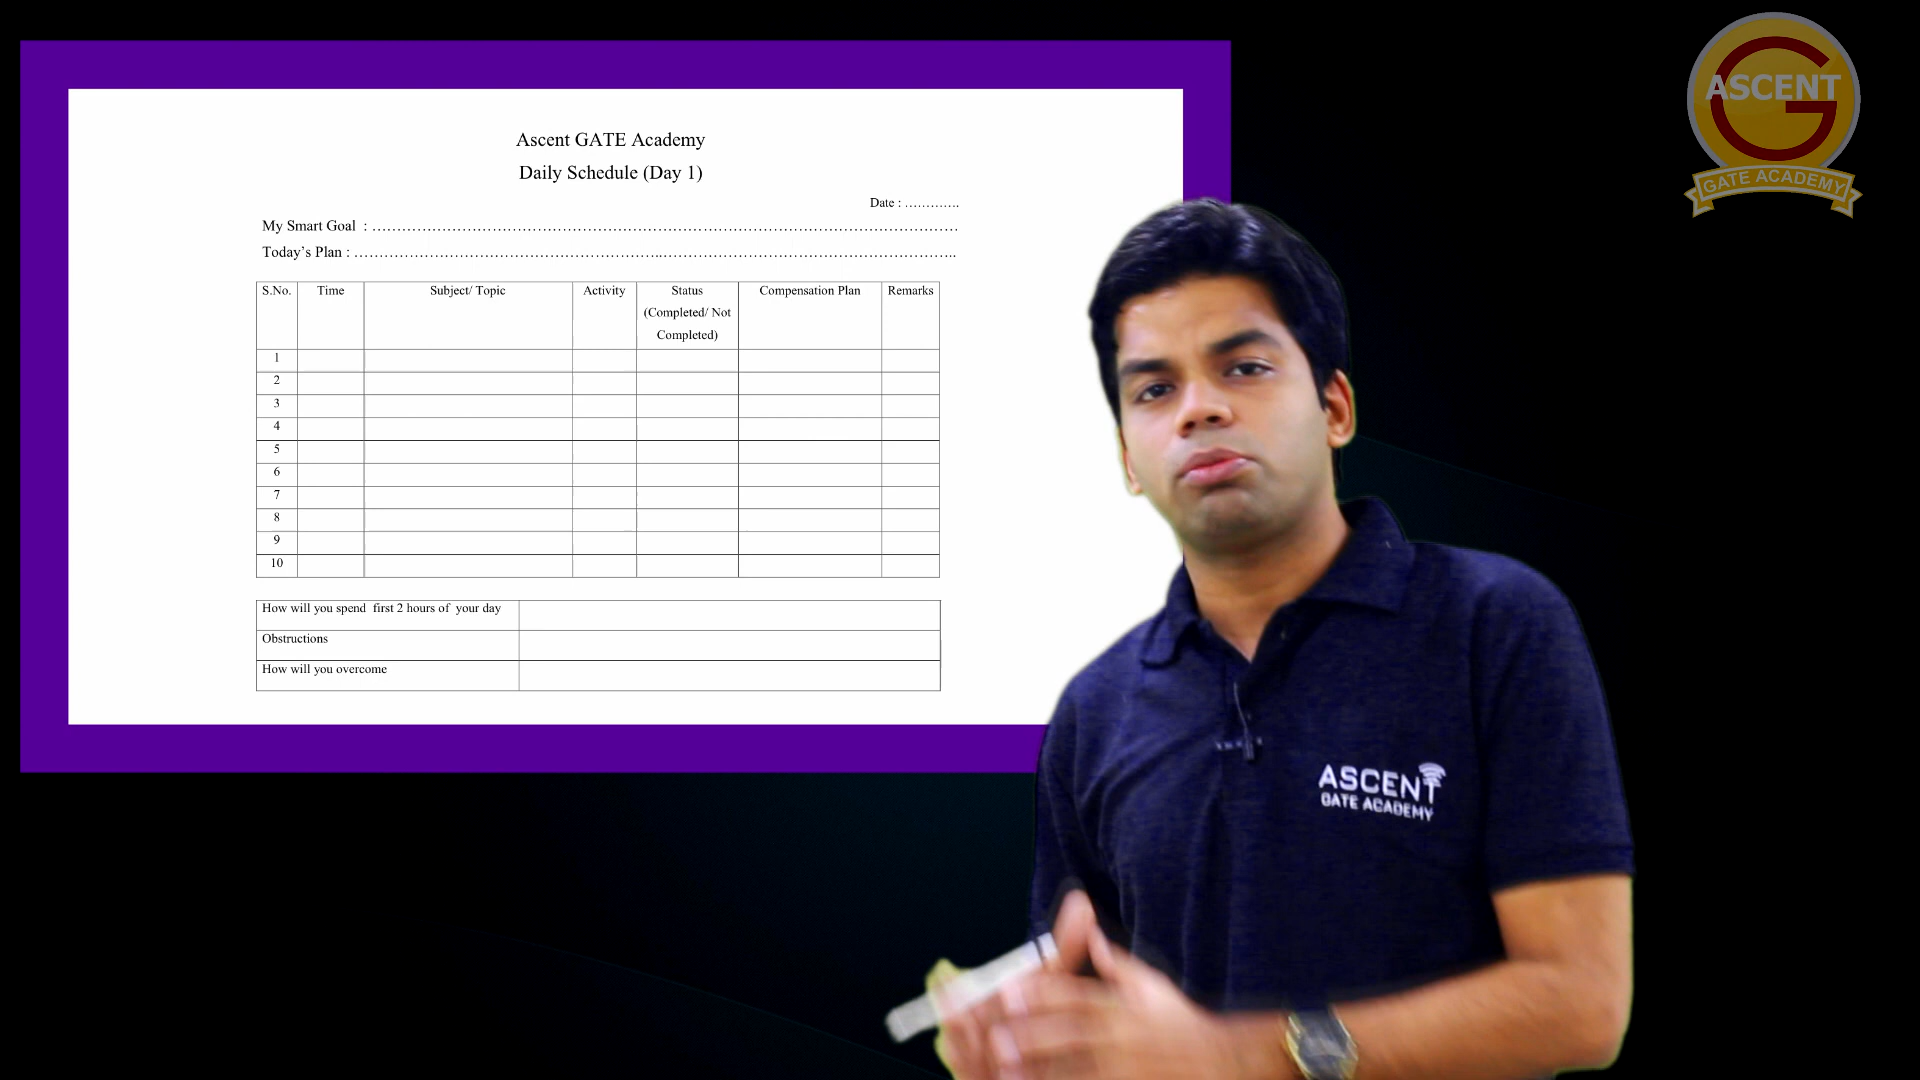 Ascent GATE Academy
Daily Schedule (Day 1)
Date : ………….
My Smart Goal : ……………………………………………………………………………………………………………………………
Today’s Plan : ……………………………………………………..…………………………………………………..
S.No. Time Subject/ Topic Activity Status (Completed/ Not Completed) Compensation Plan Remarks
1
2
3
4
5
6
7
8
9
10
How will you spend first 2 hours of your day
Obstructions
How will you overcome
ASCENT
GATE ACADEMY
ASCENT
GATE ACADEMY